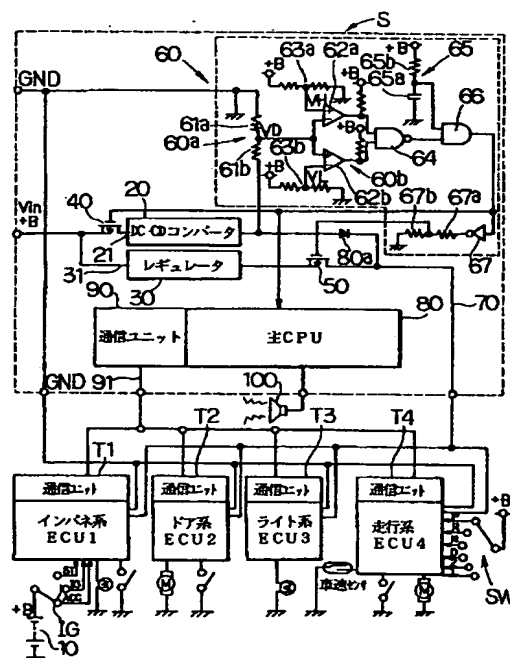 S
60
63a
62a
+B
65b
65
65a
66
GND
+B
61a
60a
VD
61b
+B
+B
63b
60b
62b
64
67b
67a
67
Vin
+B
40
20
21
DC-CDコンバータ
31
レギュレータ
30
80a
50
70
90
通信ユニット
主CPU
80
GND
91
100
T1
T2
T3
T4
通信ユニット
インパネ系
ECU1
通信ユニット
ドア系
ECU2
通信ユニット
ライト系
ECU3
通信ユニット
走行系
ECU4
+B
SW
車速センサ
M
M
ST
IG
ACC
+B
IG
10